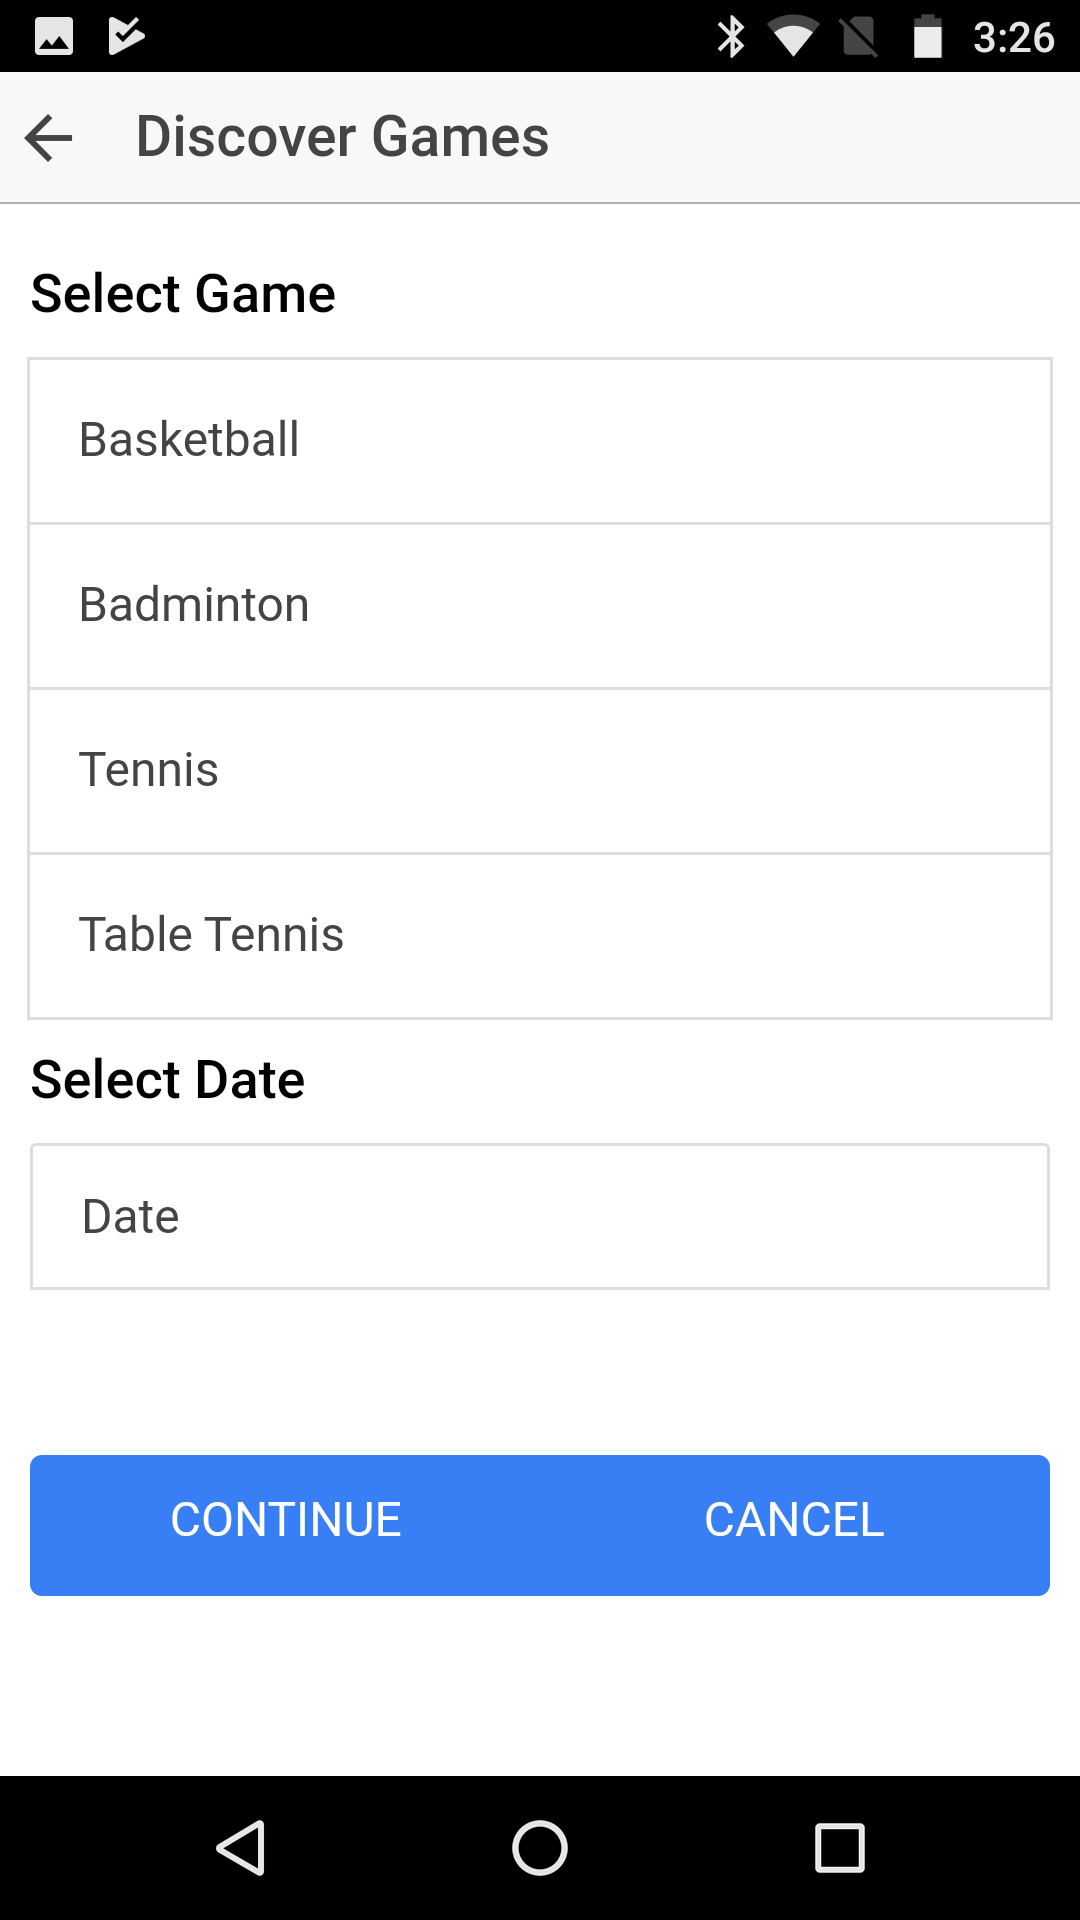 3:26
Discover Games
Select Game
Basketball
Badminton
Tennis
Table Tennis
Select Date
Date
CONTINUE CANCEL